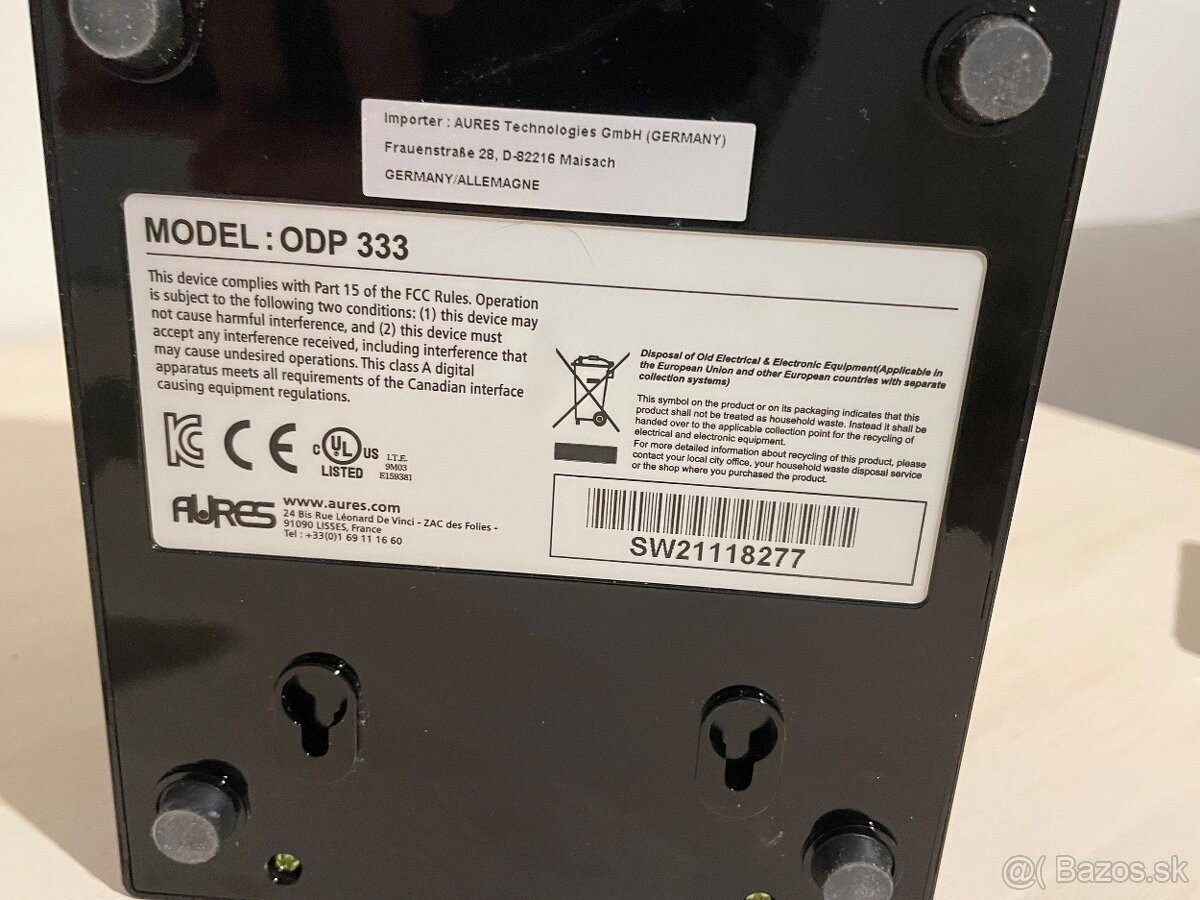 Importer : AURES Technologies GmbH (GERMANY)
Frauenstraße 28, D-82216 Maisach
GERMANY/ALLEMAGNE
MODEL : ODP 333
This device complies with Part 15 of the FCC Rules. Operation
is subject to the following two conditions: (1) this device may
not cause harmful interference, and (2) this device must
accept any interference received, including interference that
may cause undesired operations. This class A digital
apparatus meets all requirements of the Canadian interface
causing equipment regulations.
Disposal of Old Electrical & Electronic Equipment(Applicable in
the European Union and other European countries with separate
collection systems)
This symbol on the product or on its packaging indicates that this
product shall not be treated as household waste. Instead it shall be
handed over to the applicable collection point for the recycling of
electrical and electronic equipment.
For more detailed information about recycling of this product, please
contact your local city office, your household waste disposal service
or the shop where you purchased the product.
KC CE c UL US
LISTED
I.T.E.
9M03
E159381
AURES
www.aures.com
24 Bis Rue Léonard De Vinci - ZAC des Folies -
91090 LISSES, France
Tel : +33(0)1 69 11 16 60
SW21118277
@( Bazos.sk